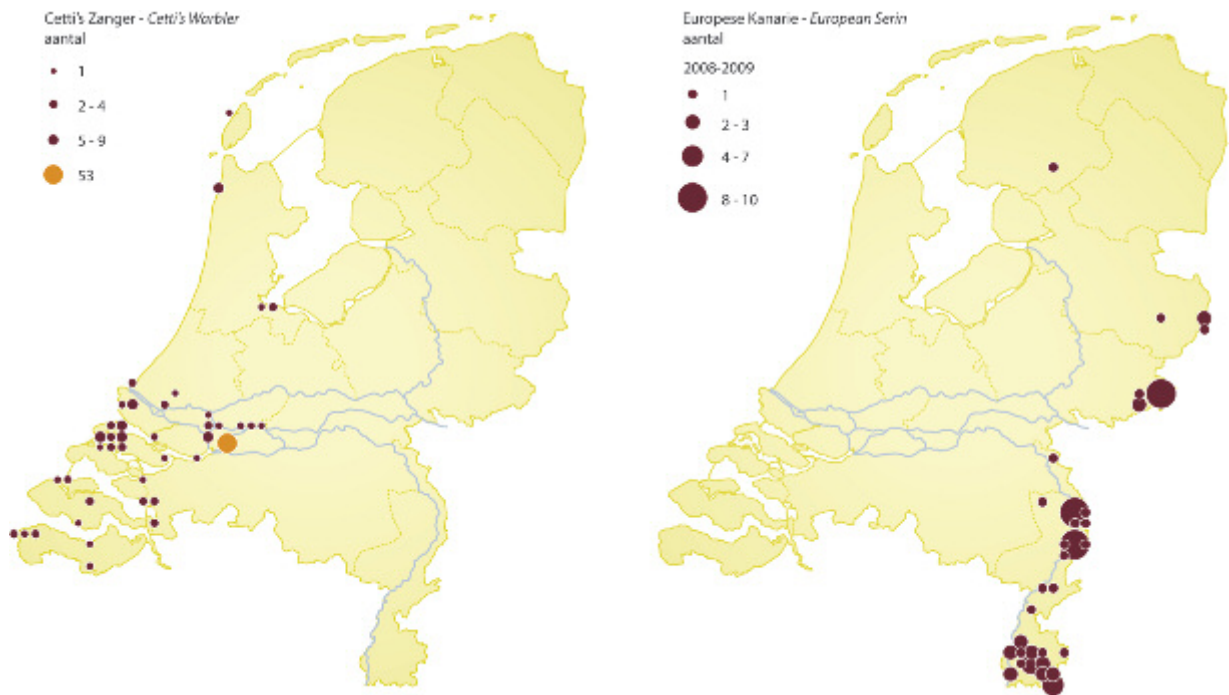 Cetti's Zanger - Cetti's Warbler
aantal
1
2 - 4
5 - 9
53
Europese Kanarie - European Serin
aantal
2008-2009
1
2 - 3
4 - 7
8 - 10